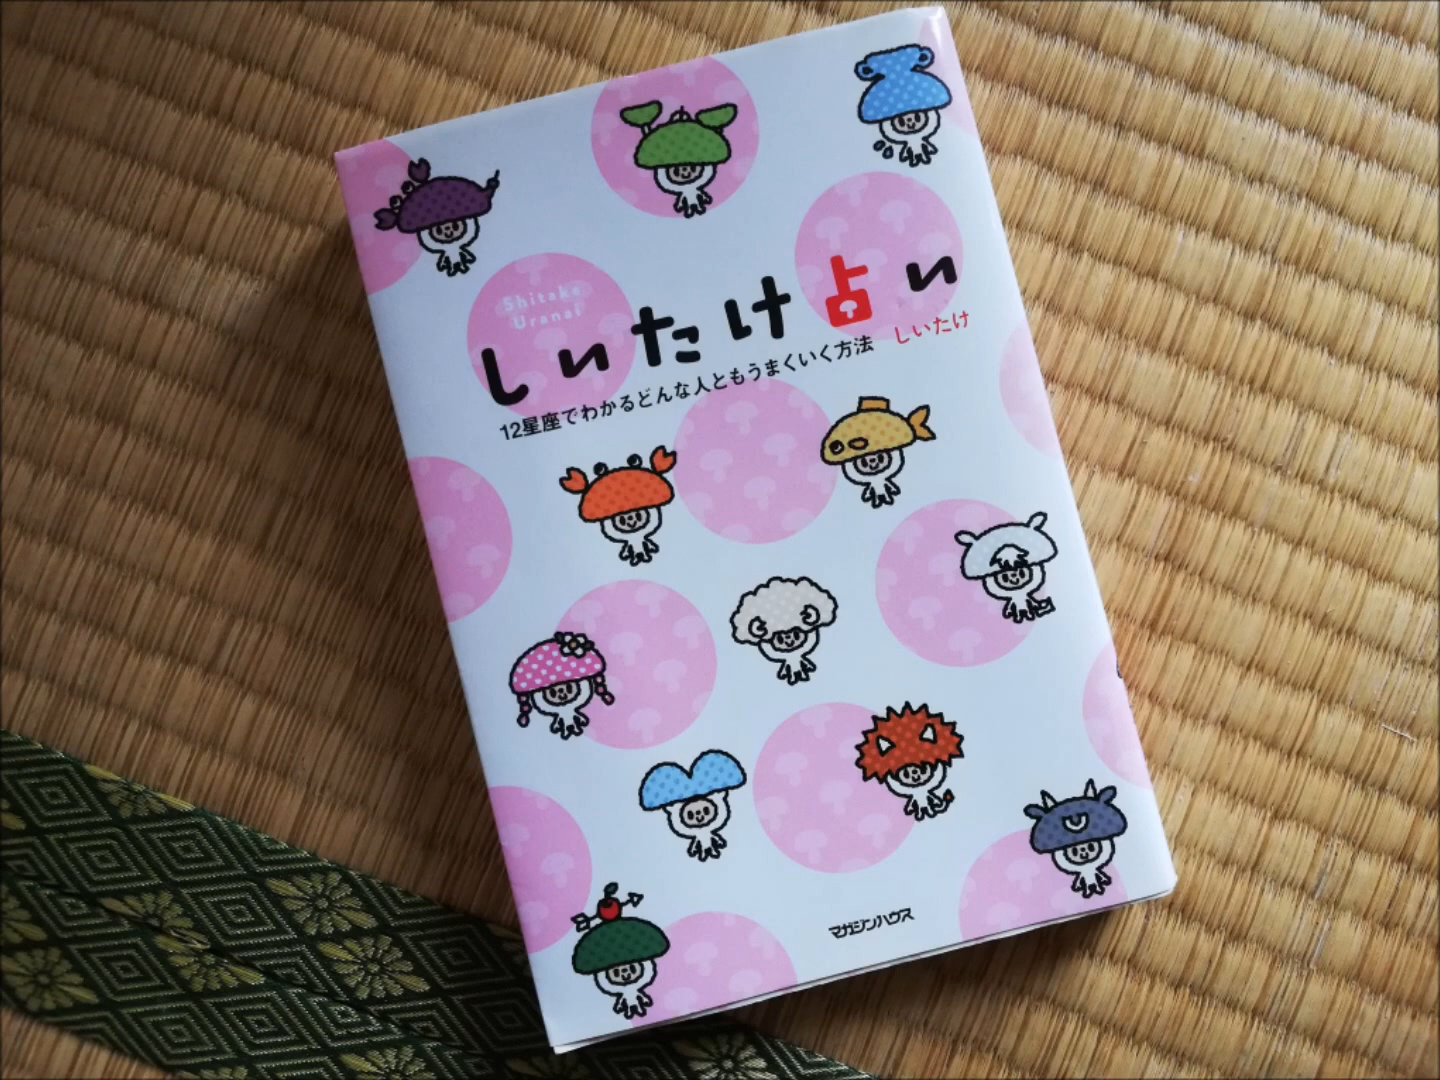 Shitake
Uranai
しいたけ占い
12星座でわかるどんな人ともうまくいく方法
しいたけ
マガジンハウス